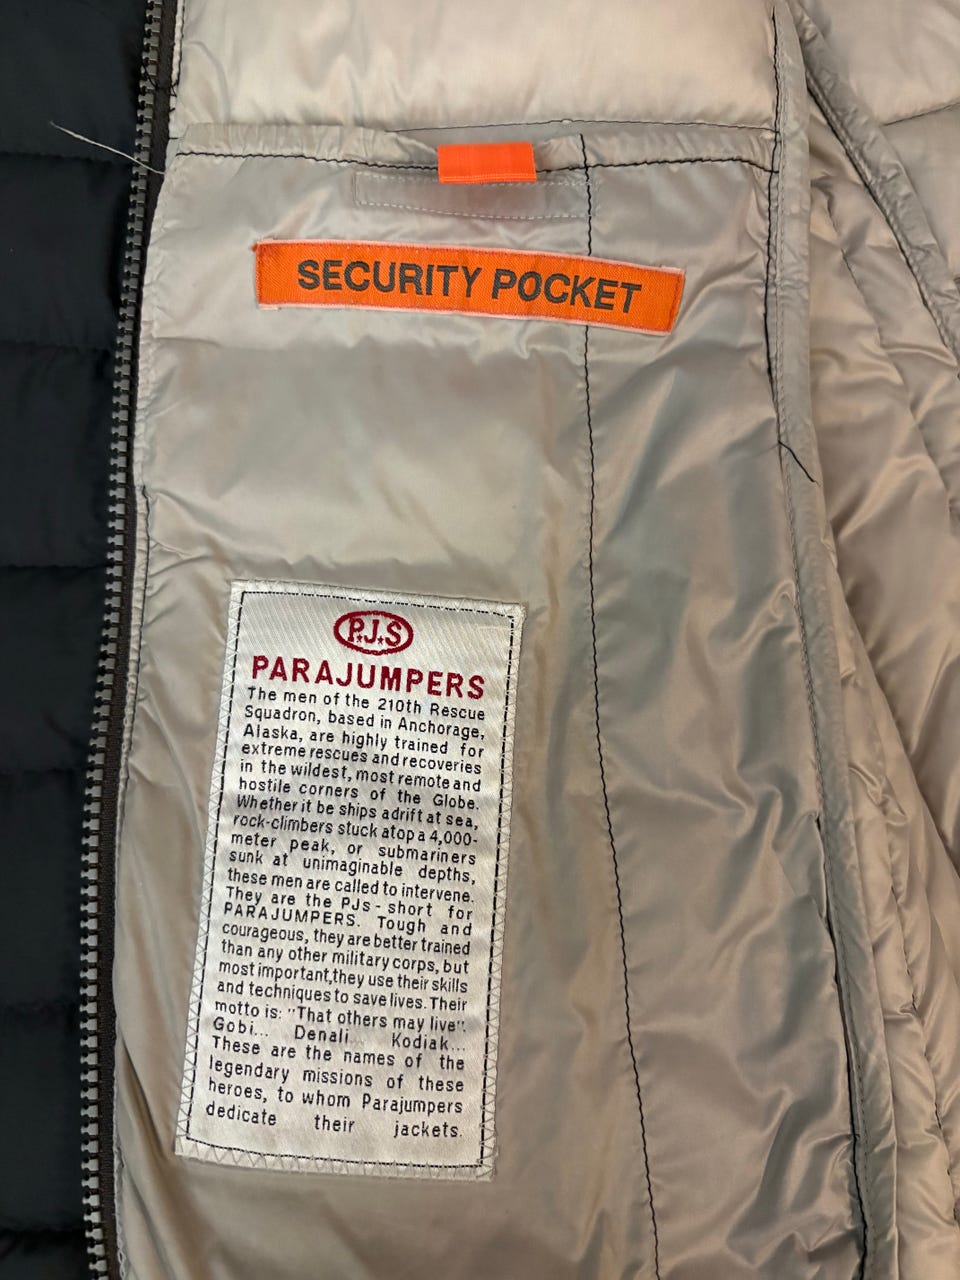 SECURITY POCKET
P.J.S
PARAJUMPERS
The men of the 210th Rescue
Squadron, based in Anchorage,
Alaska, are highly trained for
extreme rescues and recoveries
in the wildest, most remote and
hostile corners of the Globe.
Whether it be ships adrift at sea,
rock-climbers stuck atop a 4,000-
meter peak, or submariners
sunk at unimaginable depths,
these men are called to intervene.
They are the PJs - short for
PARAJUMPERS. Tough and
courageous, they are better trained
than any other military corps, but
most important,they use their skills
and techniques to save lives. Their
motto is: "That others may live".
Gobi... Denali... Kodiak...
These are the names of the
legendary missions of these
heroes, to whom Parajumpers
dedicate their jackets.